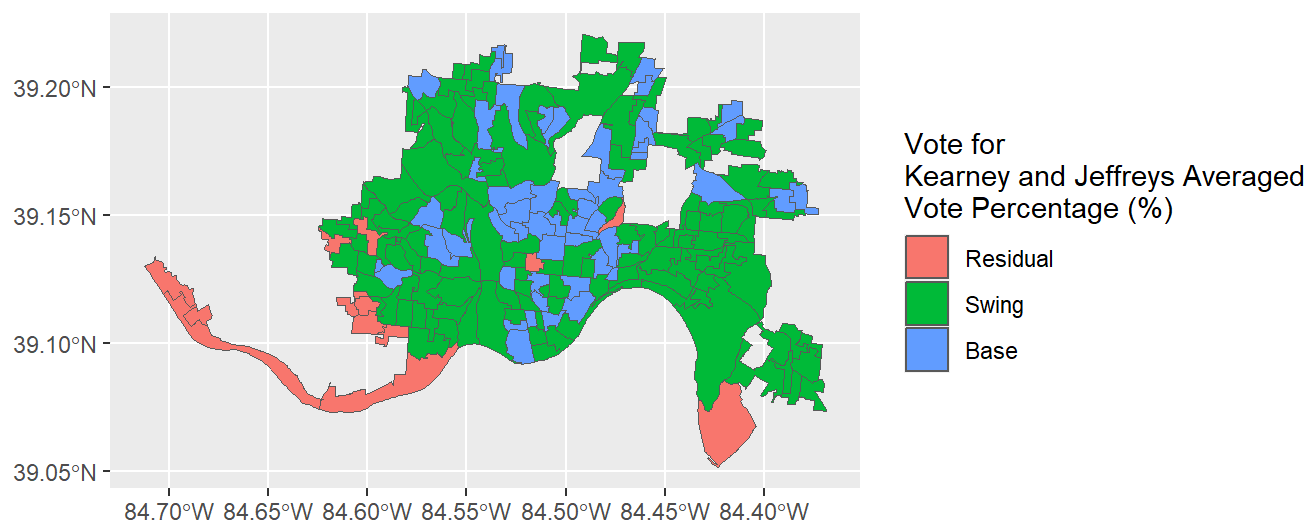 39.20°N
39.15°N
39.10°N
39.05°N
84.70°W 84.65°W 84.60°W 84.55°W 84.50°W 84.45°W 84.40°W
Vote for
Kearney and Jeffreys Averaged
Vote Percentage (%)
Residual
Swing
Base